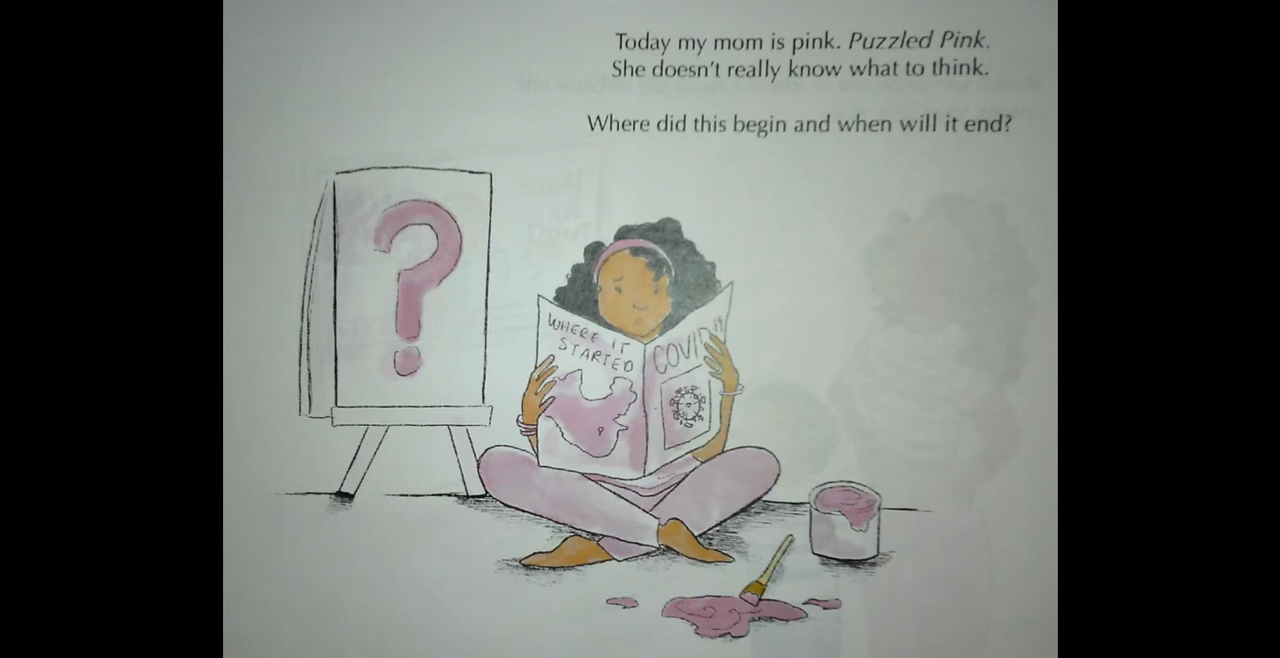 Today my mom is pink. Puzzled Pink.
She doesn't really know what to think.
Where did this begin and when will it end?
?
WHERE IT
STARTED
COVID 19